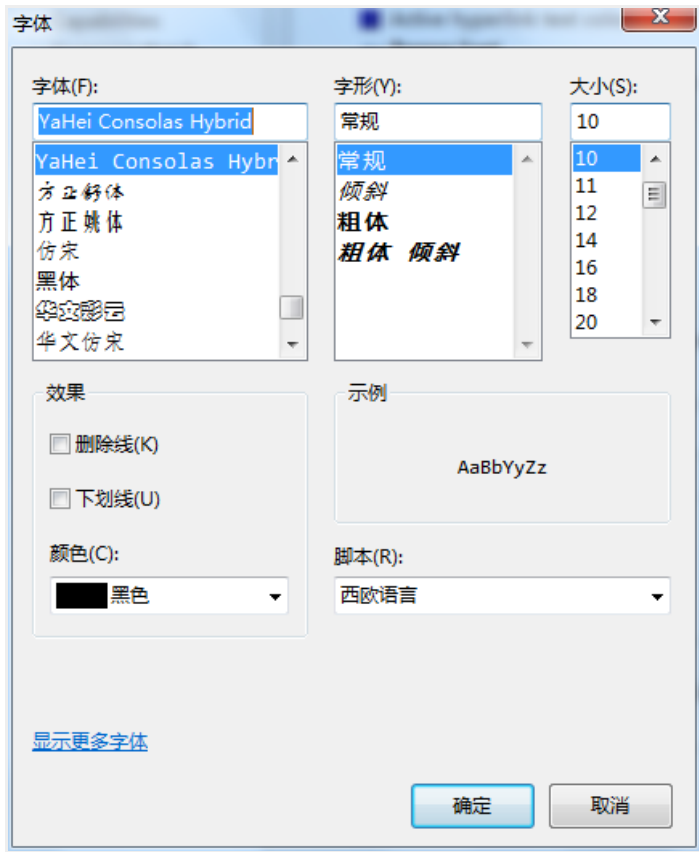 字体
字体(F):
字形(Y):
大小(S):
YaHei Consolas Hybrid
常规
10
YaHei Consolas Hybr
方正舒体
方正姚体
仿宋
黑体
华文彩云
华文仿宋
常规
倾斜
粗体
粗体 倾斜
10
11
12
14
16
18
20
效果
删除线(K)
下划线(U)
颜色(C):
黑色
示例
AaBbYyZz
脚本(R):
西欧语言
显示更多字体
确定
取消